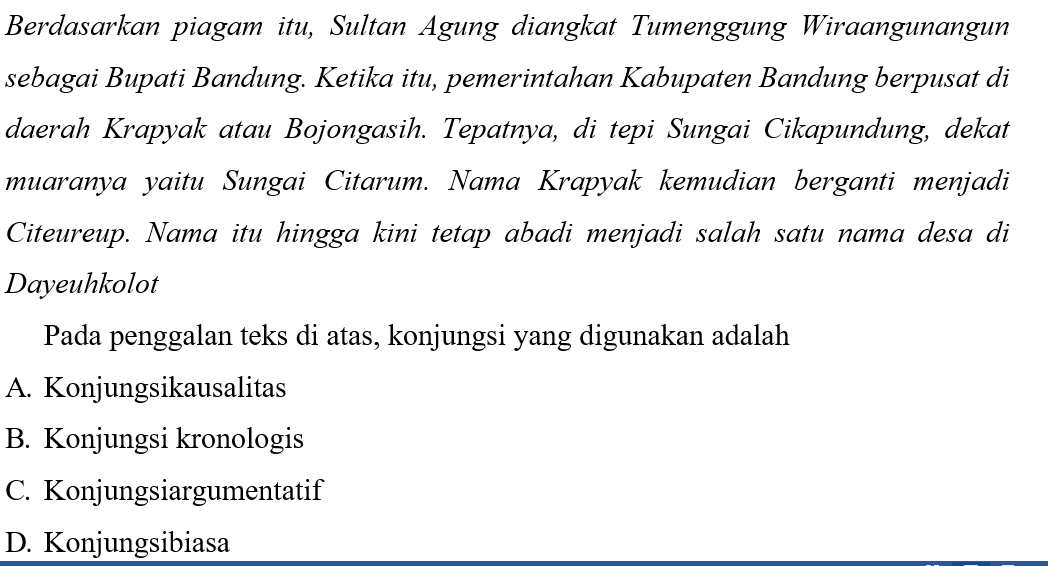 Berdasarkan piagam itu, Sultan Agung diangkat Tumenggung Wiraangunangun
sebagai Bupati Bandung. Ketika itu, pemerintahan Kabupaten Bandung berpusat di
daerah Krapyak atau Bojongasih. Tepatnya, di tepi Sungai Cikapundung, dekat
muaranya yaitu Sungai Citarum. Nama Krapyak kemudian berganti menjadi
Citeureup. Nama itu hingga kini tetap abadi menjadi salah satu nama desa di
Dayeuhkolot
Pada penggalan teks di atas, konjungsi yang digunakan adalah
A. Konjungsikausalitas
B. Konjungsi kronologis
C. Konjungsiargumentatif
D. Konjungsibiasa